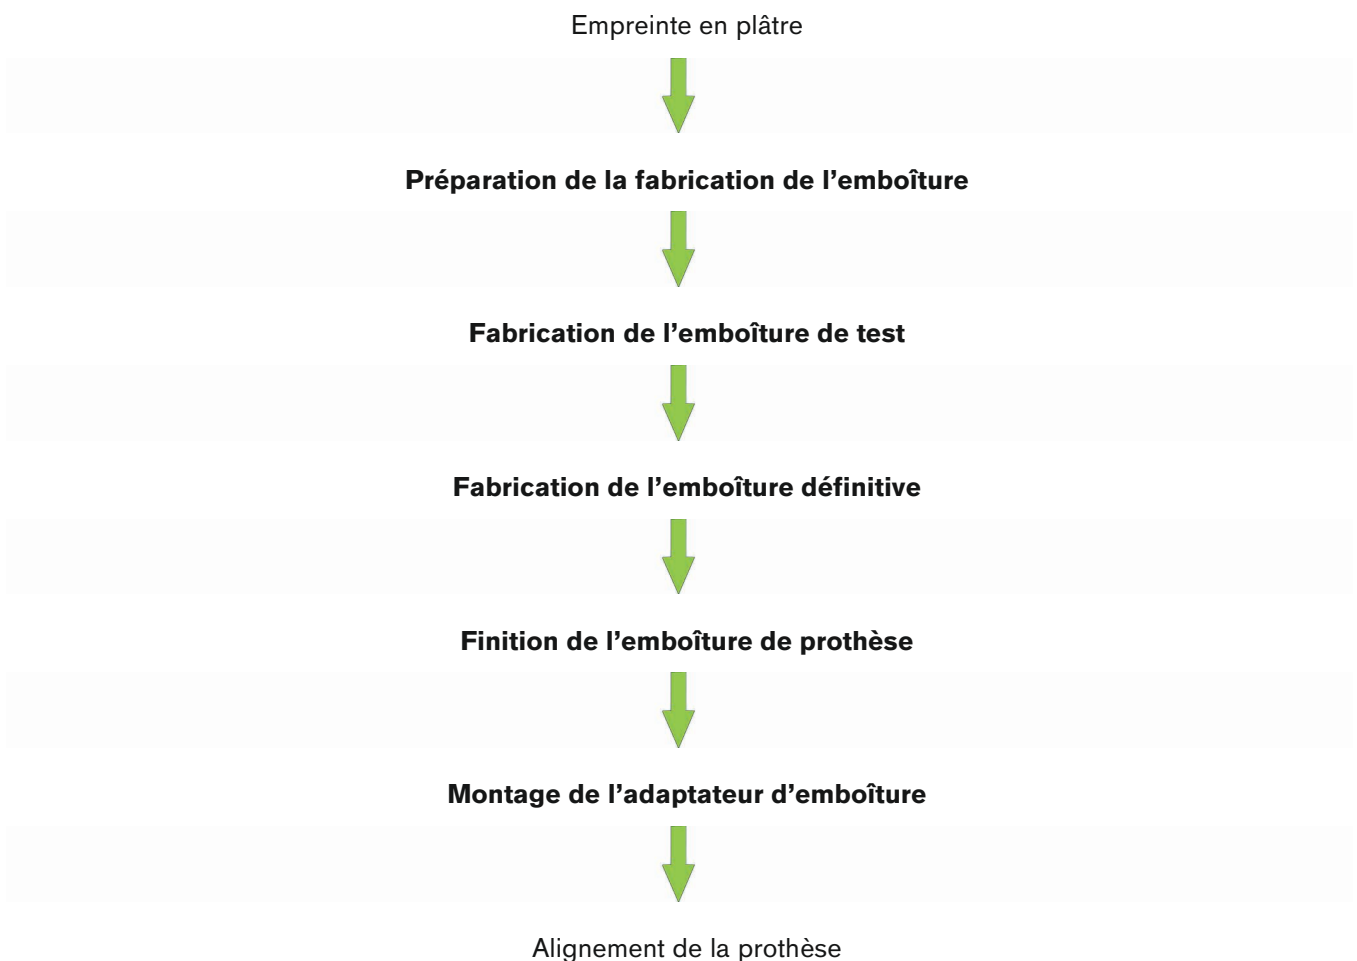 Empreinte en plâtre
Préparation de la fabrication de l’emboîture
Fabrication de l’emboîture de test
Fabrication de l’emboîture définitive
Finition de l’emboîture de prothèse
Montage de l’adaptateur d’emboîture
Alignement de la prothèse